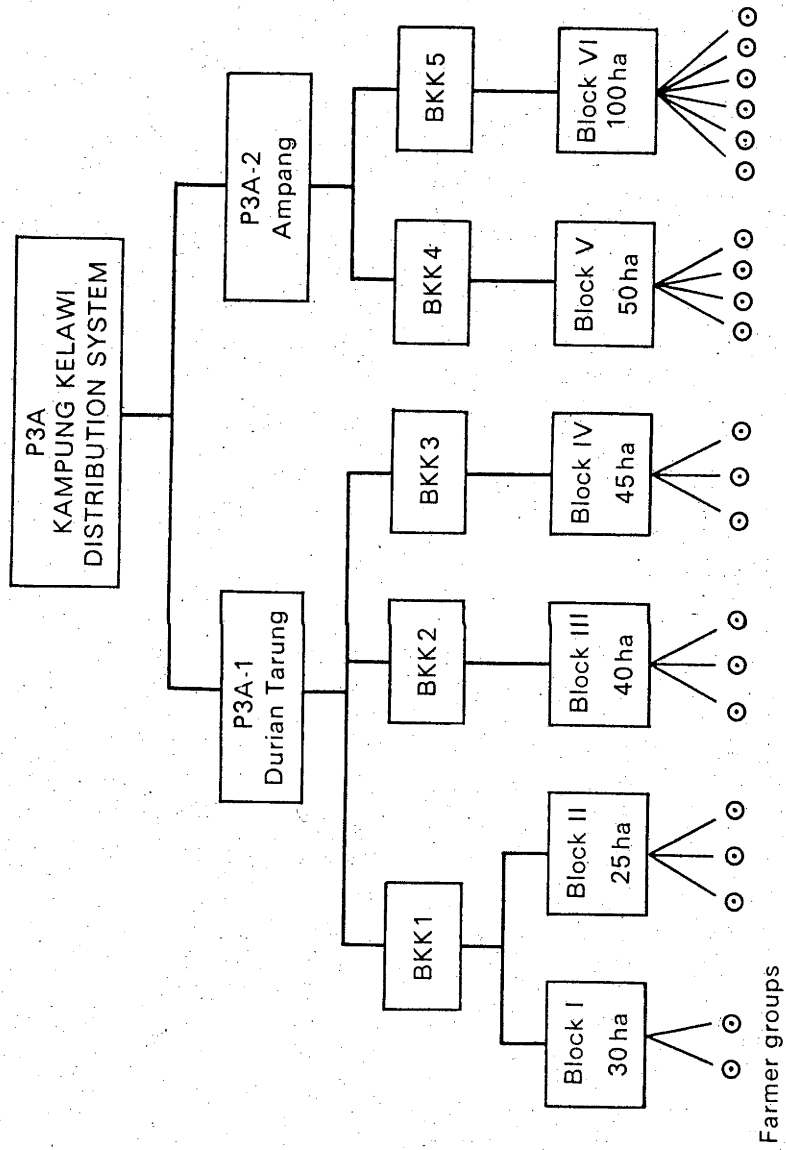 P3A
KAMPUNG KELAWI
DISTRIBUTION SYSTEM
P3A-1
Durian Tarung
P3A-2
Ampang
BKK1
BKK2
BKK3
BKK4
BKK5
Block I
30 ha
Block II
25 ha
Block III
40 ha
Block IV
45 ha
Block V
50 ha
Block VI
100 ha
Farmer groups